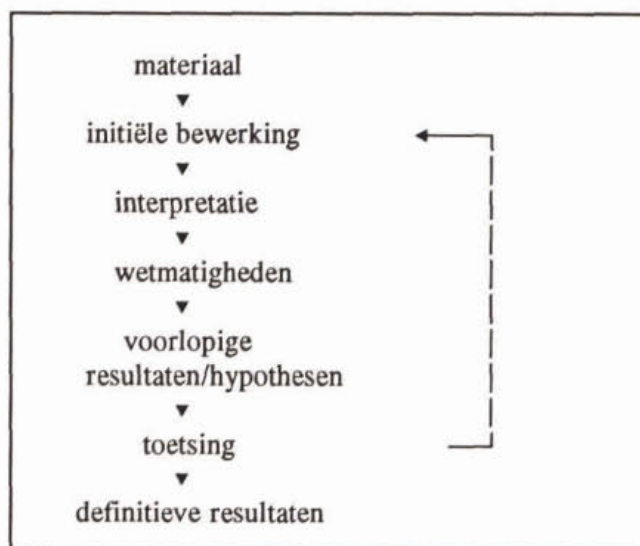 materiaal
initiële bewerking
interpretatie
wetmatigheden
voorlopige
resultaten/hypothesen
toetsing
definitieve resultaten